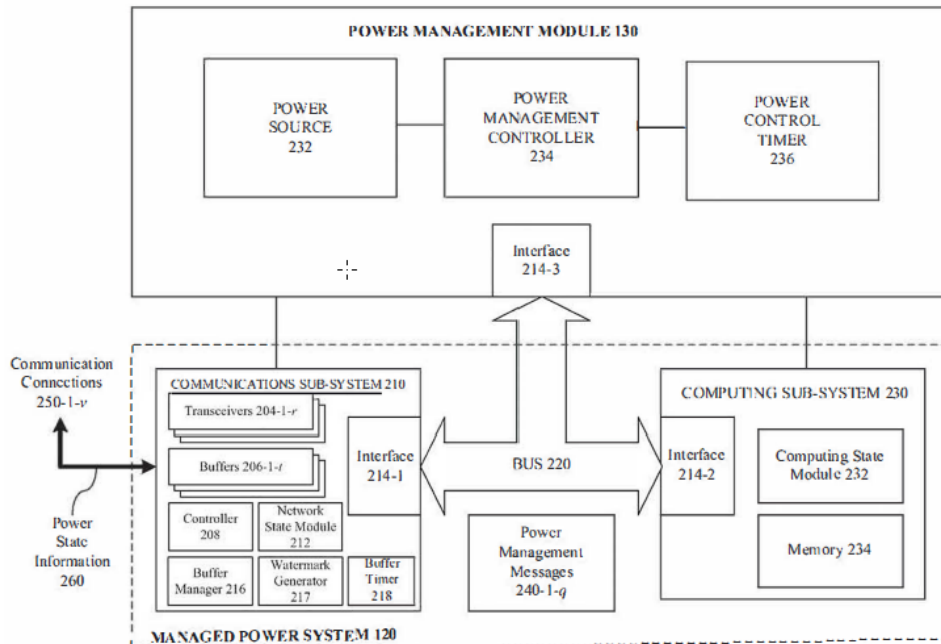 POWER MANAGEMENT MODULE 130
POWER
SOURCE
232
POWER
MANAGEMENT
CONTROLLER
234
POWER
CONTROL
TIMER
236
Interface
214-3
Communication
Connections
250-1-v
Power
State
Information
260
COMMUNICATIONS SUB-SYSTEM 210
Transceivers 204-1-r
Buffers 206-1-t
Interface
214-1
Controller
208
Network
State Module
212
Buffer
Manager 216
Watermark
Generator
217
Buffer
Timer
218
BUS 220
Power
Management
Messages
240-1-q
COMPUTING SUB-SYSTEM 230
Interface
214-2
Computing State
Module 232
Memory 234
MANAGED POWER SYSTEM 120